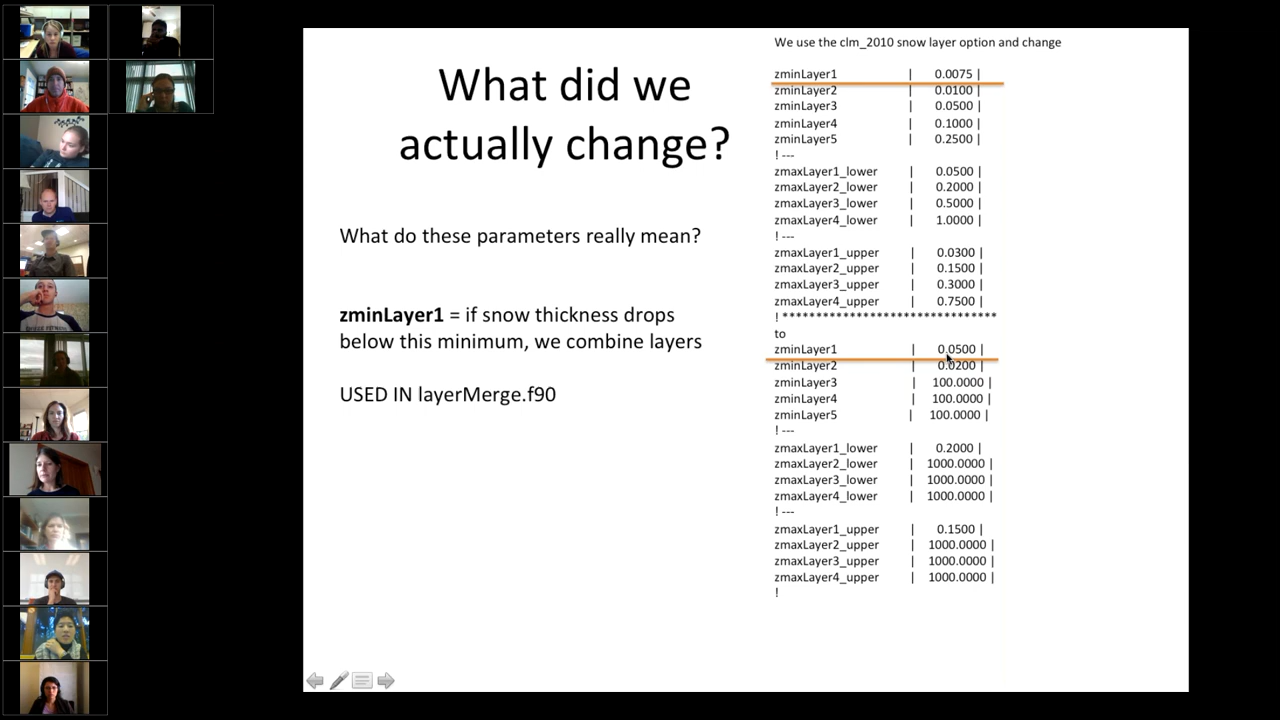 What did we
actually change?
What do these parameters really mean?
zminLayer1 = if snow thickness drops
below this minimum, we combine layers
USED IN layerMerge.f90
We use the clm_2010 snow layer option and change
zminLayer1 | 0.0075 |
zminLayer2 | 0.0100 |
zminLayer3 | 0.0500 |
zminLayer4 | 0.1000 |
zminLayer5 | 0.2500 |
! ---
zmaxLayer1_lower | 0.0500 |
zmaxLayer2_lower | 0.2000 |
zmaxLayer3_lower | 0.5000 |
zmaxLayer4_lower | 1.0000 |
! ---
zmaxLayer1_upper | 0.0300 |
zmaxLayer2_upper | 0.1500 |
zmaxLayer3_upper | 0.3000 |
zmaxLayer4_upper | 0.7500 |
! ********************************
to
zminLayer1 | 0.0500 |
zminLayer2 | 0.0200 |
zminLayer3 | 100.0000 |
zminLayer4 | 100.0000 |
zminLayer5 | 100.0000 |
! ---
zmaxLayer1_lower | 0.2000 |
zmaxLayer2_lower | 1000.0000 |
zmaxLayer3_lower | 1000.0000 |
zmaxLayer4_lower | 1000.0000 |
! ---
zmaxLayer1_upper | 0.1500 |
zmaxLayer2_upper | 1000.0000 |
zmaxLayer3_upper | 1000.0000 |
zmaxLayer4_upper | 1000.0000 |
!